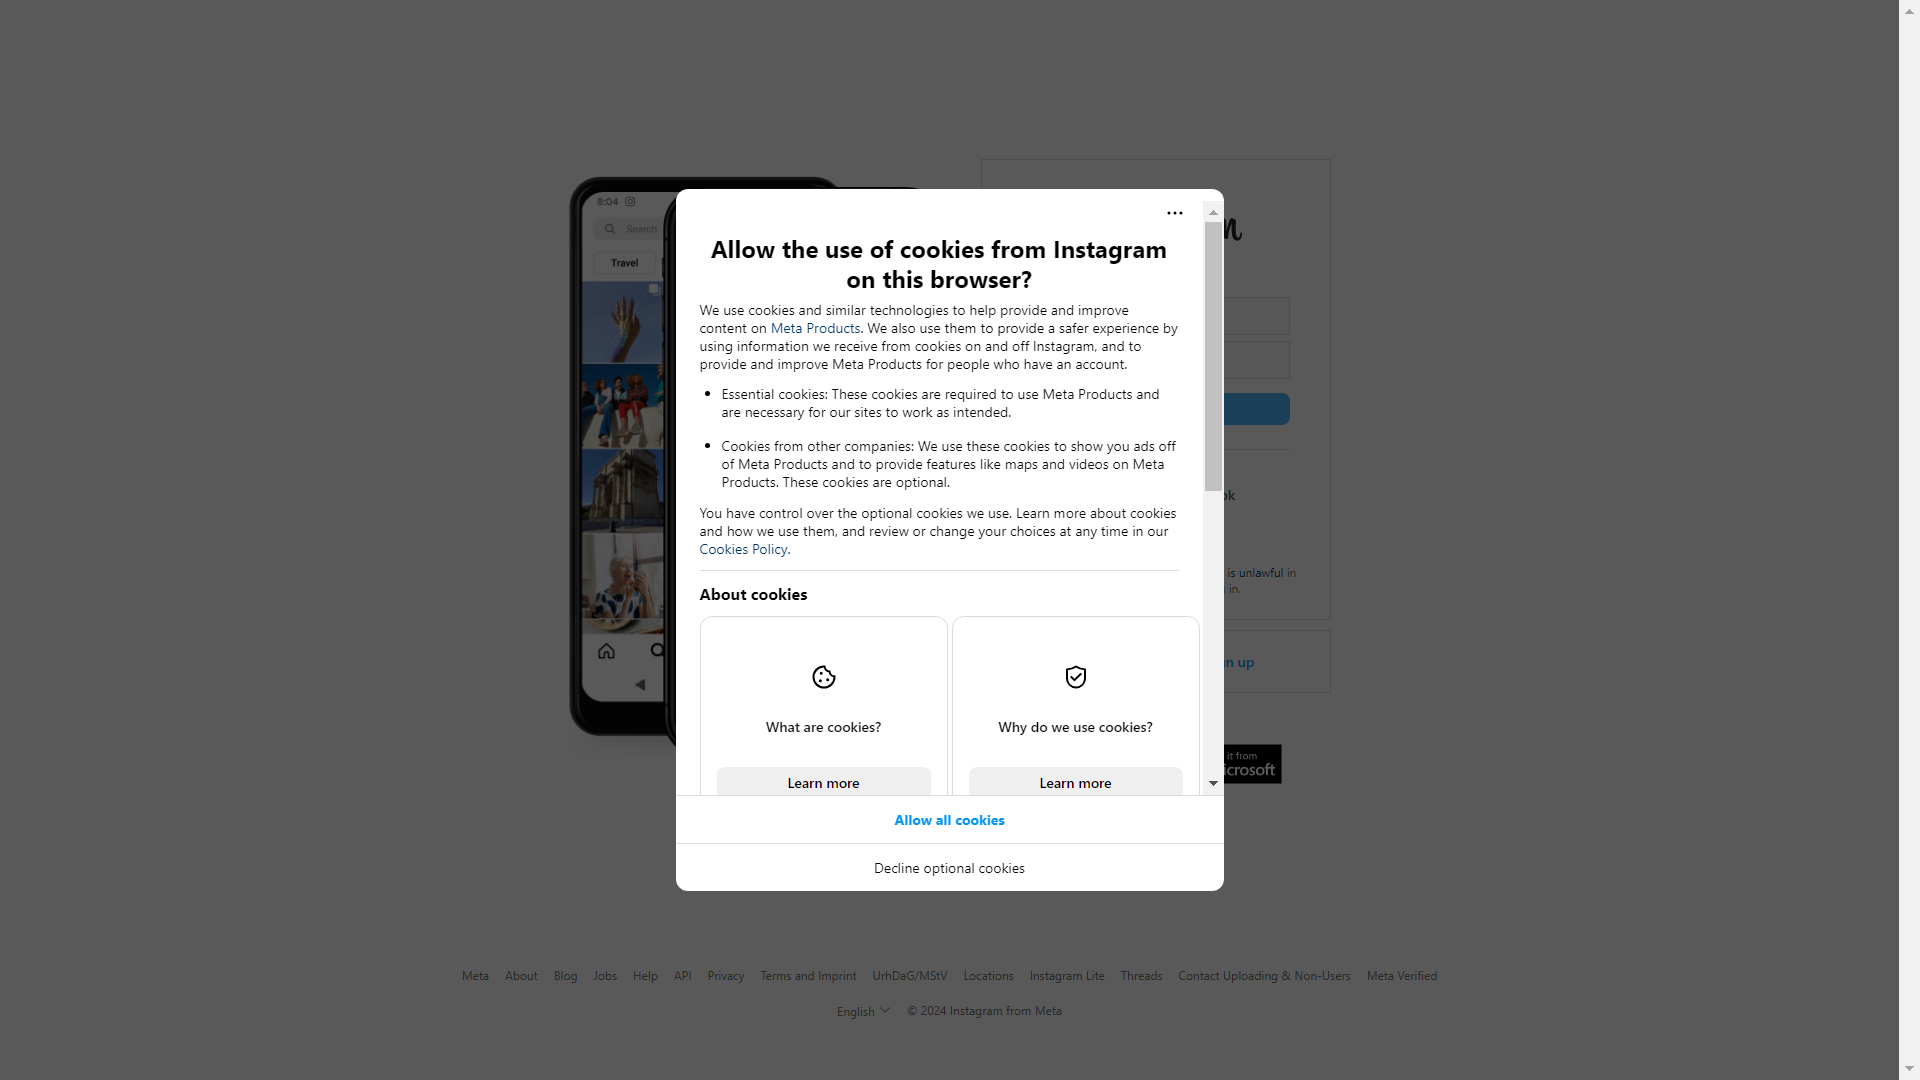 8:04
Search
Travel
Allow the use of cookies from Instagram
on this browser?
We use cookies and similar technologies to help provide and improve
content on Meta Products. We also use them to provide a safer experience by
using information we receive from cookies on and off Instagram, and to
provide and improve Meta Products for people who have an account.
Essential cookies: These cookies are required to use Meta Products and
are necessary for our sites to work as intended.
Cookies from other companies: We use these cookies to show you ads off
of Meta Products and to provide features like maps and videos on Meta
Products. These cookies are optional.
You have control over the optional cookies we use. Learn more about cookies
and how we use them, and review or change your choices at any time in our
Cookies Policy.
About cookies
What are cookies?
Learn more
Why do we use cookies?
Learn more
Allow all cookies
Decline optional cookies
is unlawful in
in.
up
it from
Meta About Blog Jobs Help API Privacy Terms and Imprint UrhDaG/MStV Locations Instagram Lite Threads Contact Uploading & Non-Users Meta Verified
English © 2024 Instagram from Meta